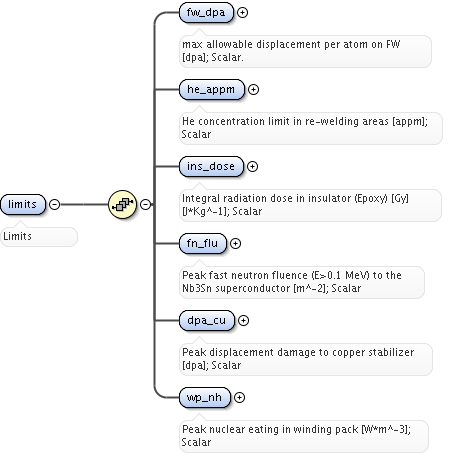 fw_dpa
max allowable displacement per atom on FW
[dpa]; Scalar.
he_appm
He concentration limit in re-welding areas [appm];
Scalar
ins_dose
Integral radiation dose in insulator (Epoxy) [Gy]
[J*Kg^-1]; Scalar
limits
Limits
fn_flu
Peak fast neutron fluence (E>0.1 MeV) to the
Nb3Sn superconductor [m^-2]; Scalar
dpa_cu
Peak displacement damage to copper stabilizer
[dpa]; Scalar
wp_nh
Peak nuclear eating in winding pack [W*m^-3];
Scalar